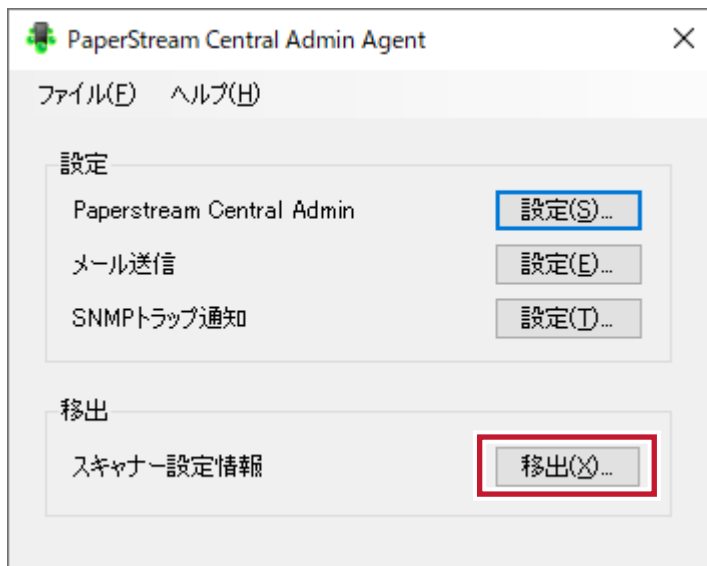 PaperStream Central Admin Agent
ファイル(F) ヘルプ(H)
設定
Paperstream Central Admin 設定(S)...
メール送信 設定(E)...
SNMPトラップ通知 設定(T)...
移出
スキャナー設定情報 移出(X)...